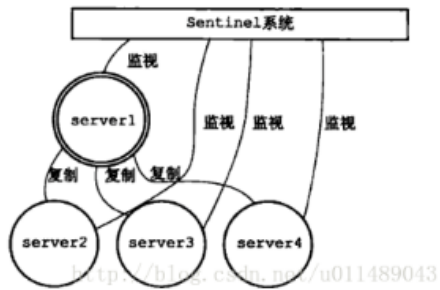 Sentinel系统
监视
server1
监视 监视 监视
复制 复制 复制
server2 server3 server4
http://blog.csdn.net/u011489043